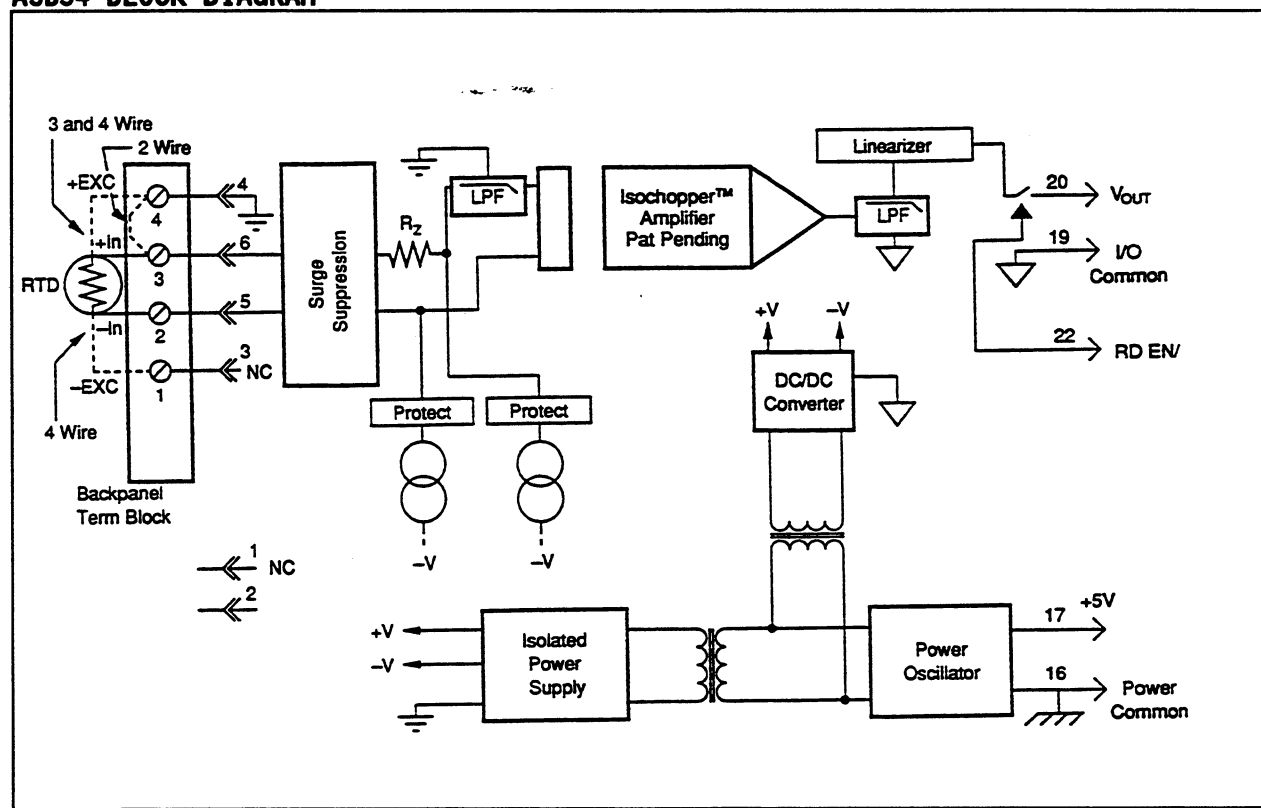 3 and 4 Wire
2 Wire
+EXC
4
4
+In
3
6
RTD
–In
2
5
–EXC
1
3
NC
4 Wire
Backpanel
Term Block
1
NC
2
Surge
Suppression
RZ
LPF
Protect
Protect
–V
–V
Isochopper™
Amplifier
Pat Pending
Linearizer
LPF
20
VOUT
19
I/O
Common
22
RD EN/
+V
–V
DC/DC
Converter
+V
–V
Isolated
Power
Supply
Power
Oscillator
17
+5V
16
Power
Common